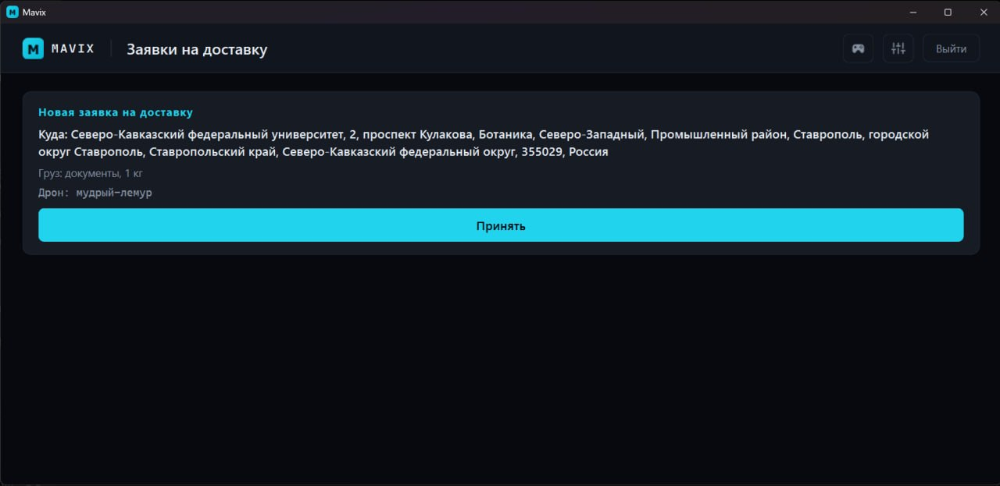 Mavix
MAVIX
Заявки на доставку
Выйти
Новая заявка на доставку
Куда: Северо-Кавказский федеральный университет, 2, проспект Кулакова, Ботаника, Северо-Западный, Промышленный район, Ставрополь, городской
округ Ставрополь, Ставропольский край, Северо-Кавказский федеральный округ, 355029, Россия
Груз: документы, 1 кг
Дрон: мудрый-лемур
Принять